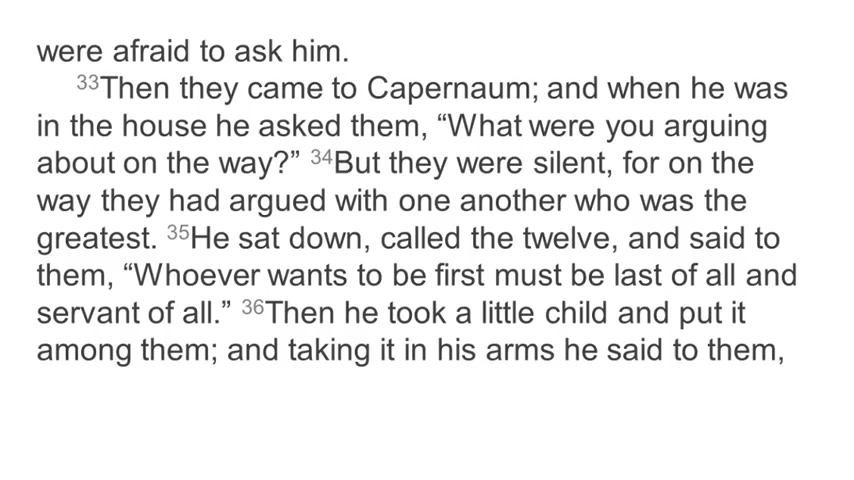 were afraid to ask him.
33Then they came to Capernaum; and when he was
in the house he asked them, “What were you arguing
about on the way?” 34But they were silent, for on the
way they had argued with one another who was the
greatest. 35He sat down, called the twelve, and said to
them, “Whoever wants to be first must be last of all and
servant of all.” 36Then he took a little child and put it
among them; and taking it in his arms he said to them,